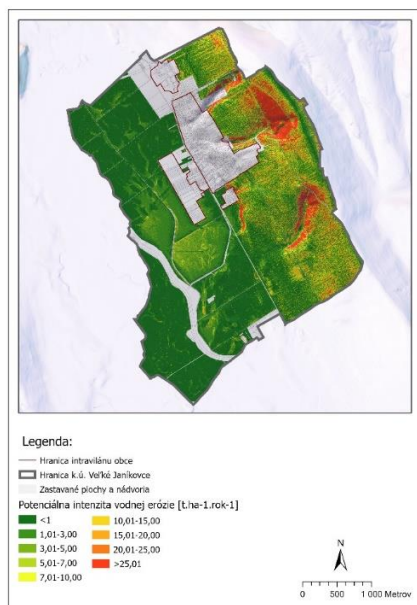 Legenda:
Hranica intravilánu obce
Hranica k.ú. Veľké Janíkovce
Zastavané plochy a nádvoria
Potenciálna intenzita vodnej erózie [t.ha-1.rok-1]
<1
1,01-3,00
3,01-5,00
5,01-7,00
7,01-10,00
10,01-15,00
15,01-20,00
20,01-25,00
>25,01
N
0 500 1 000 Metrov